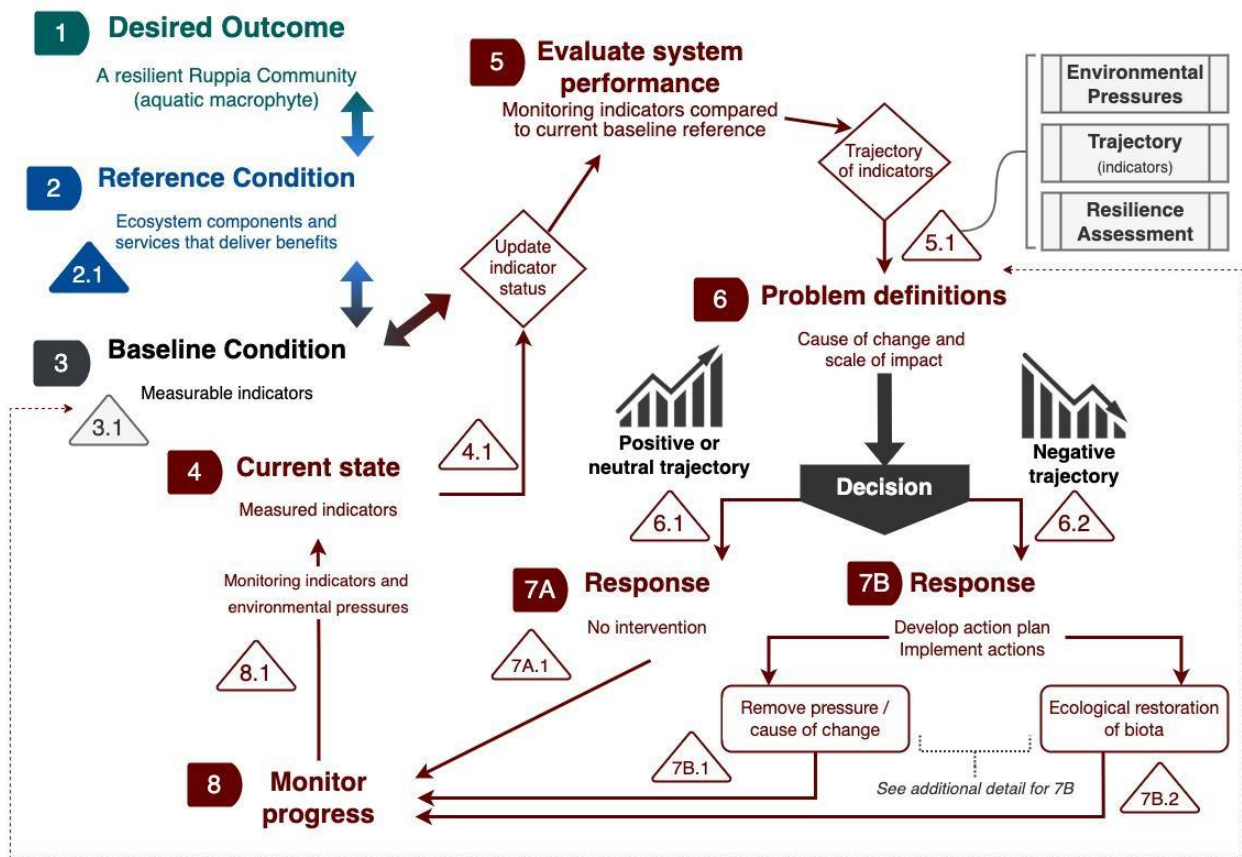 1 Desired Outcome
A resilient Ruppia Community
(aquatic macrophyte)
2 Reference Condition
Ecosystem components and
services that deliver benefits
2.1
3 Baseline Condition
Measurable indicators
3.1
4 Current state
Measured indicators
4.1
Update
indicator
status
5 Evaluate system
performance
Monitoring indicators compared
to current baseline reference
Trajectory
of indicators
5.1
Environmental
Pressures
Trajectory
(indicators)
Resilience
Assessment
6 Problem definitions
Cause of change and
scale of impact
Positive or
neutral trajectory
Negative
trajectory
Decision
6.1
6.2
7A Response
No intervention
7A.1
7B Response
Develop action plan
Implement actions
Remove pressure /
cause of change
Ecological restoration
of biota
7B.1
See additional detail for 7B
7B.2
8 Monitor
progress
8.1
Monitoring indicators and
environmental pressures